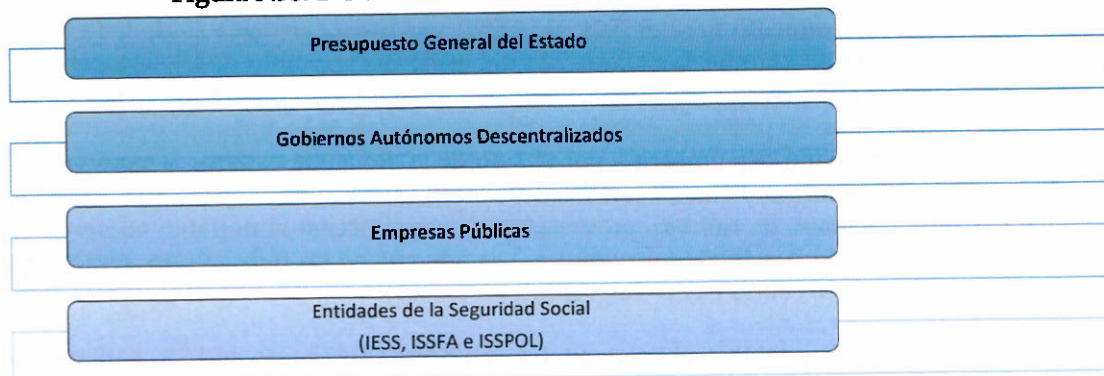 Presupuesto General del Estado
Gobiernos Autónomos Descentralizados
Empresas Públicas
Entidades de la Seguridad Social
(IESS, ISSFA e ISSPOL)